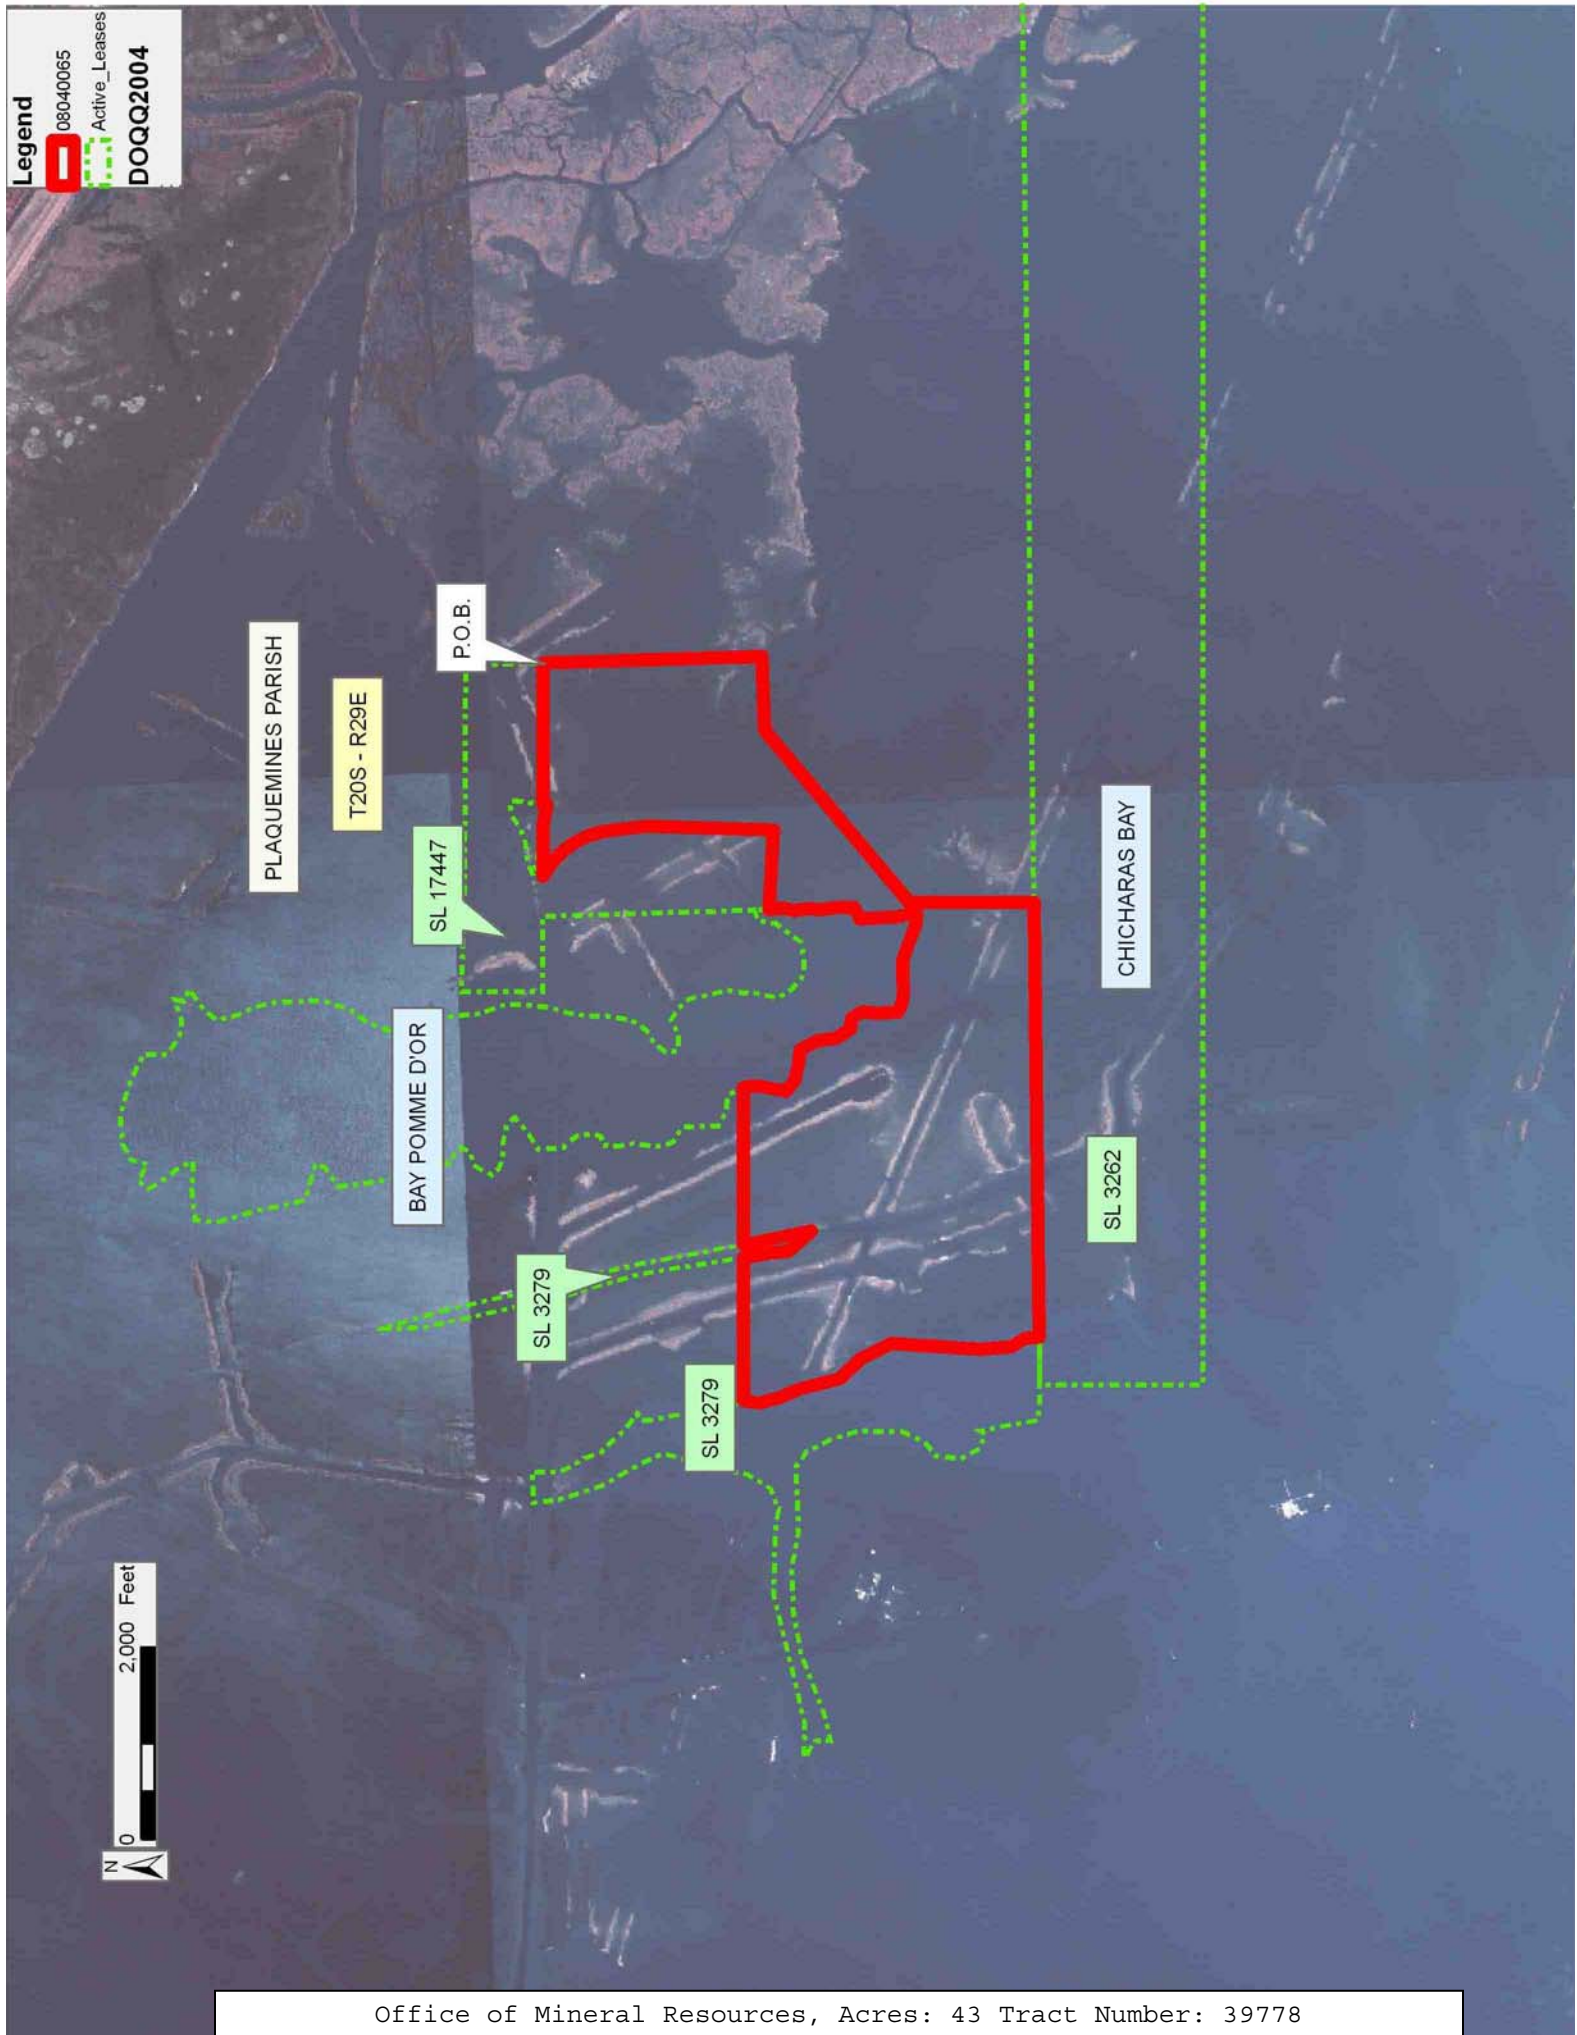 Legend
08040065
Active_Leases
DOQQ2004
N
0 2,000 Feet
PLAQUEMINES PARISH
T20S - R29E
P.O.B.
SL 17447
BAY POMME D'OR
SL 3279
SL 3279
CHICHARAS BAY
SL 3262
Office of Mineral Resources, Acres: 43 Tract Number: 39778